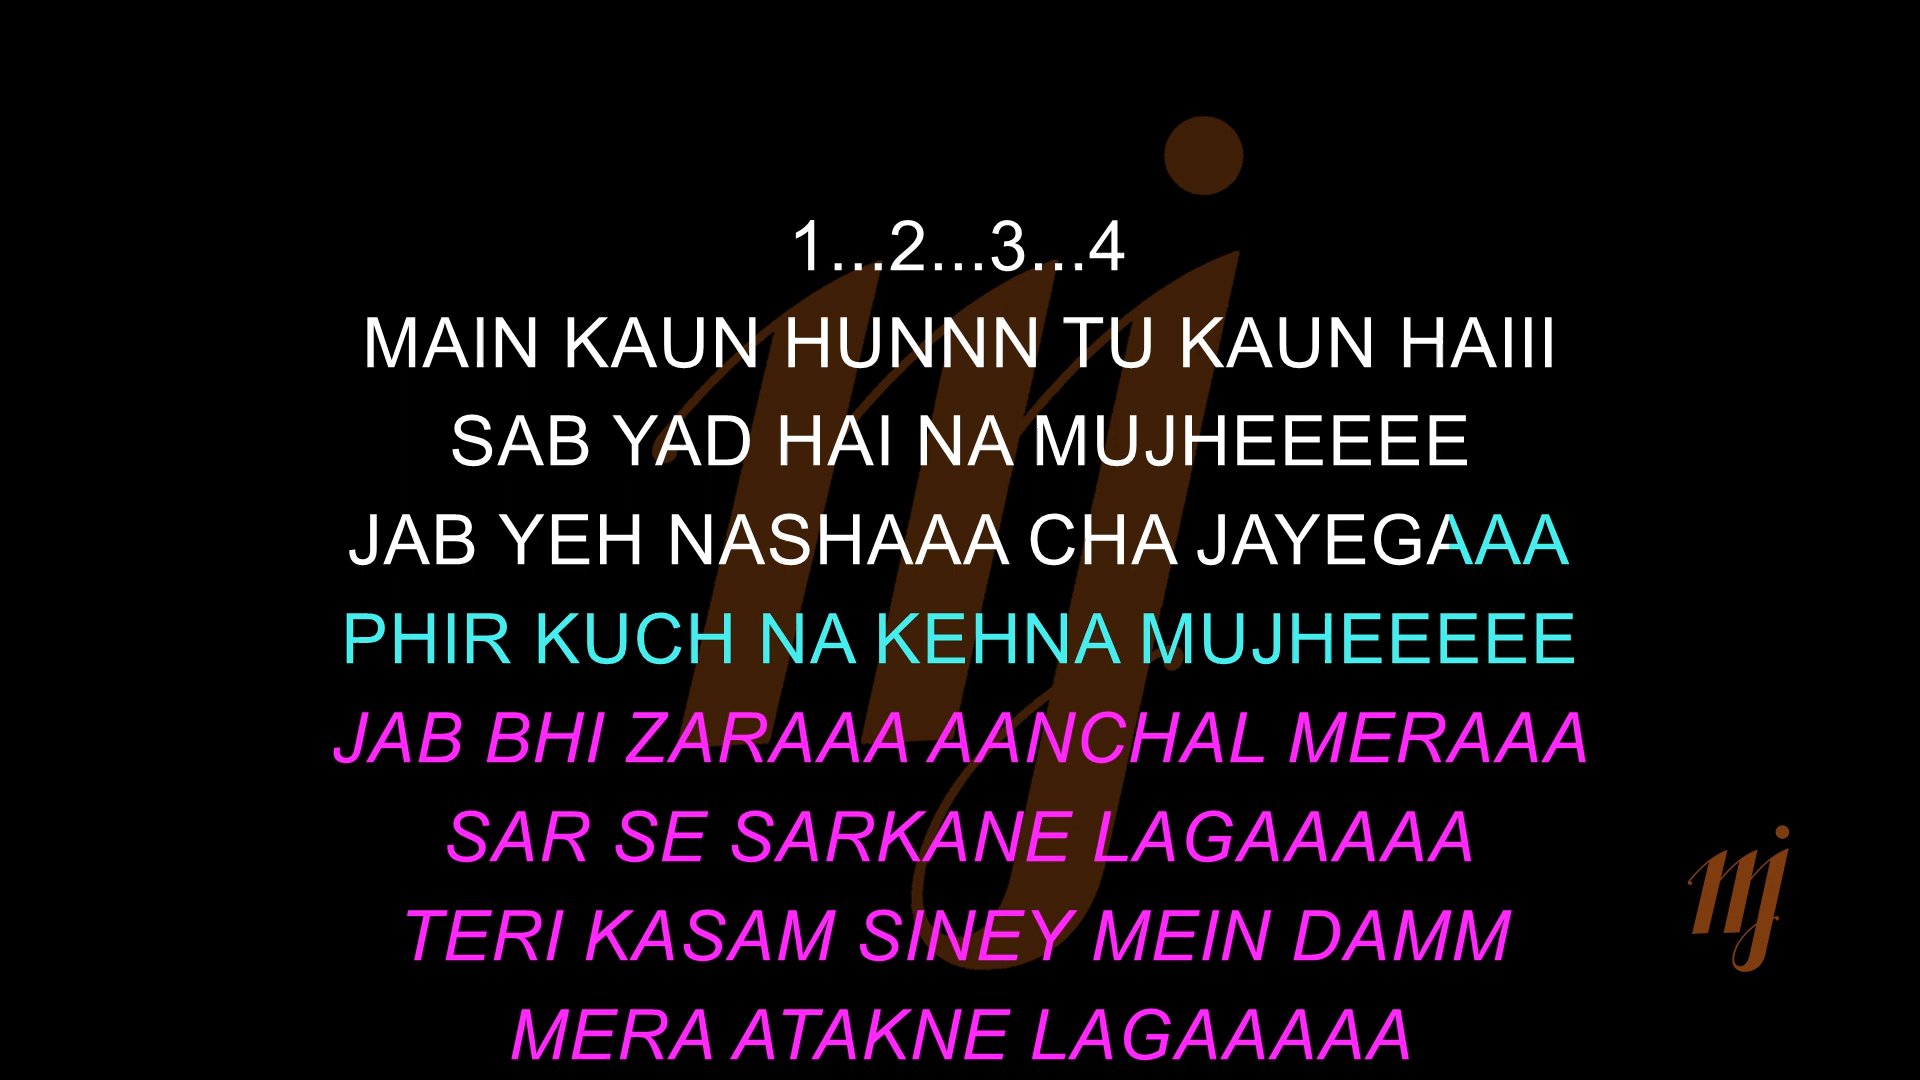 1...2...3...4
MAIN KAUN HUNNN TU KAUN HAIII
SAB YAD HAI NA MUJHEEEEE
JAB YEH NASHAAA CHA JAYEGAAA
PHIR KUCH NA KEHNA MUJHEEEEE
JAB BHI ZARAAA AANCHAL MERAAA
SAR SE SARKANE LAGAAAAA
TERI KASAM SINEY MEIN DAMM
MERA ATAKNE LAGAAAAA
mj